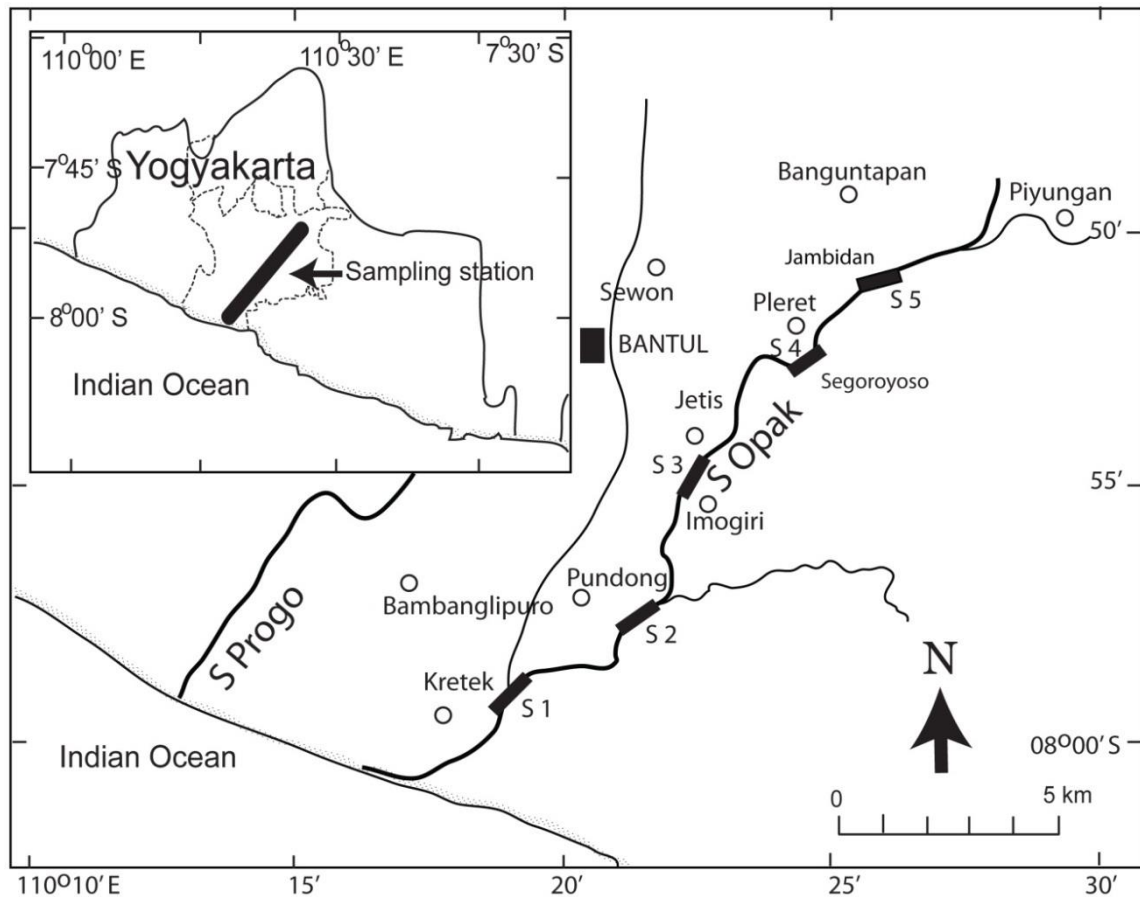 110°00' E
110°30' E
7°30' S
7°45' S
Yogyakarta
Sampling station
8°00' S
Indian Ocean
Banguntapan
Piyungan
50'
Jambidan
S 5
Sewon
Pleret
BANTUL
S 4
Segoroyoso
Jetis
S Opak
S 3
55'
Imogiri
Pundong
Bambanglipuro
S 2
S Progo
N
Kretek
S 1
Indian Ocean
08°00' S
0
5 km
110°10' E
15'
20'
25'
30'